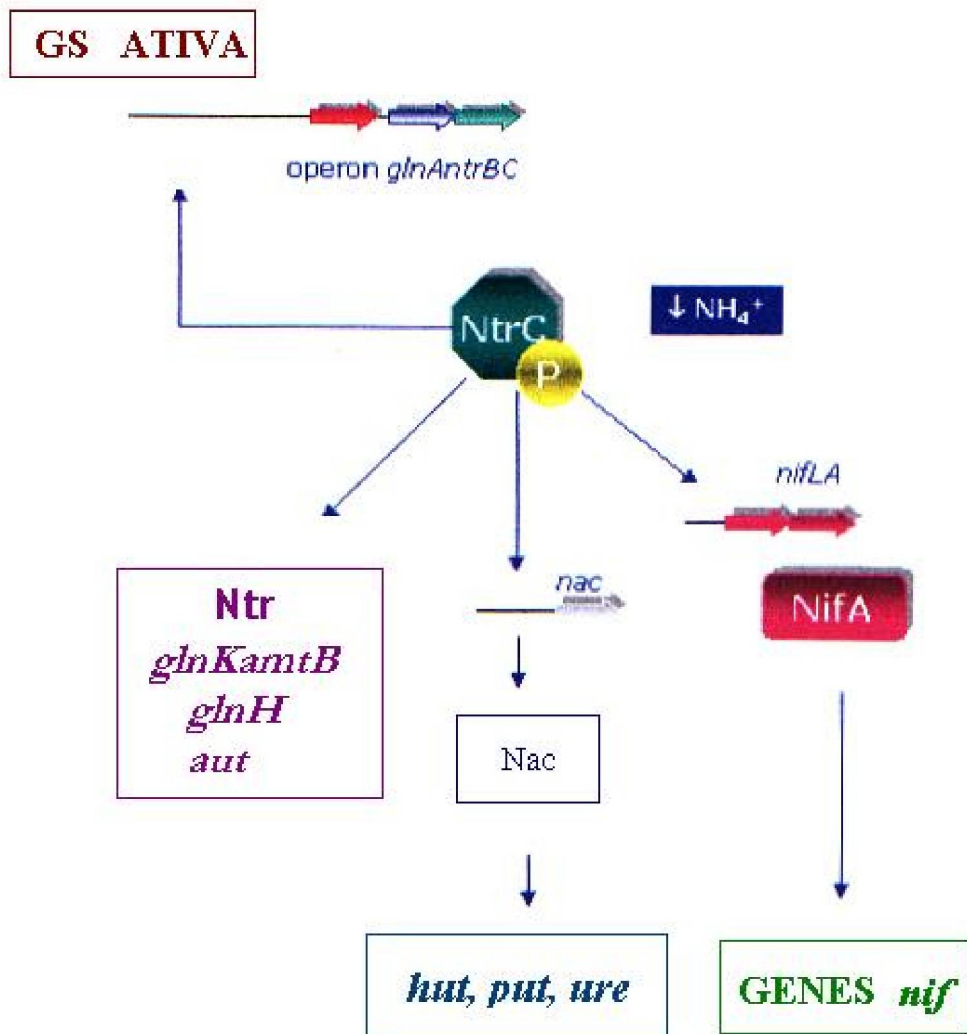 GS ATIVA
operon glnAntrBC
NtrC
P
↓ NH₄⁺
nifLA
NifA
nac
Ntr
glnKamtB
glnH
aut
Nac
hut, put, ure
GENES nif